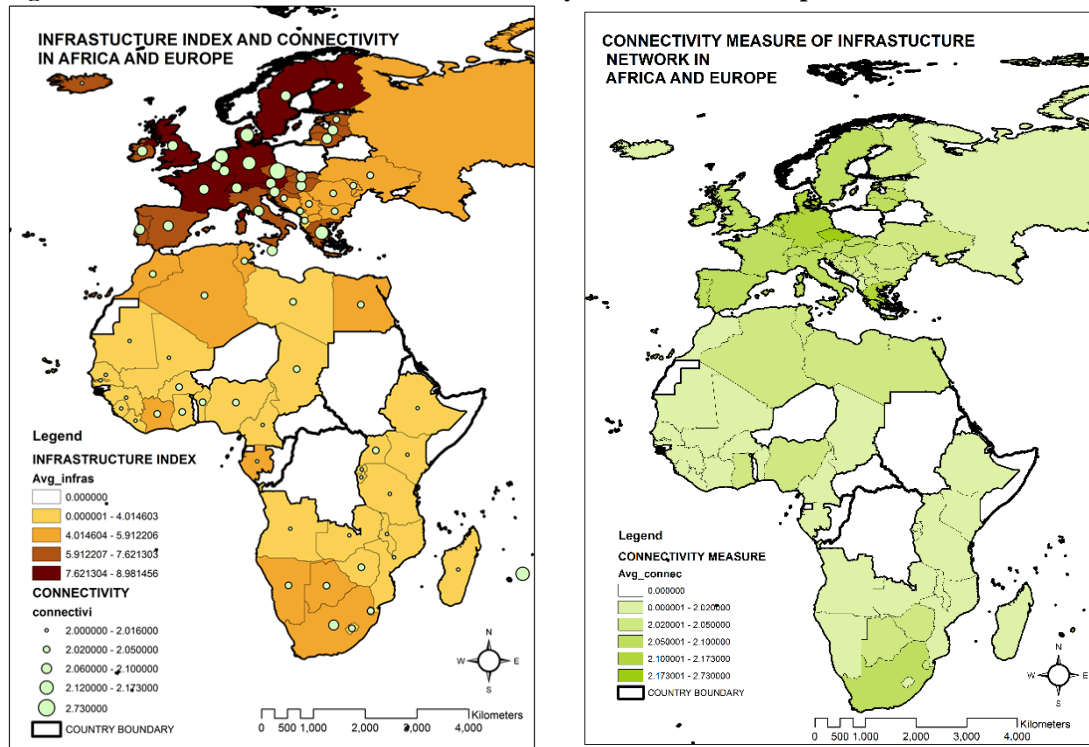 INFRASTUCTURE INDEX AND CONNECTIVITY
IN AFRICA AND EUROPE
Legend
INFRASTRUCTURE INDEX
Avg_infras
0.000000
0.000001 - 4.014603
4.014604 - 5.912206
5.912207 - 7.621303
7.621304 - 8.981456
CONNECTIVITY
connectivi
2.000000 - 2.016000
2.020000 - 2.050000
2.060000 - 2.100000
2.120000 - 2.173000
2.730000
COUNTRY BOUNDARY
N
W
E
S
Kilometers
0 500 1,000 2,000 3,000 4,000
CONNECTIVITY MEASURE OF INFRASTUCTURE
NETWORK IN
AFRICA AND EUROPE
Legend
CONNECTIVITY MEASURE
Avg_connec
0.000000
0.000001 - 2.020000
2.020001 - 2.050000
2.050001 - 2.100000
2.100001 - 2.173000
2.173001 - 2.730000
COUNTRY BOUNDARY
N
W
E
S
Kilometers
0 500 1,000 2,000 3,000 4,000